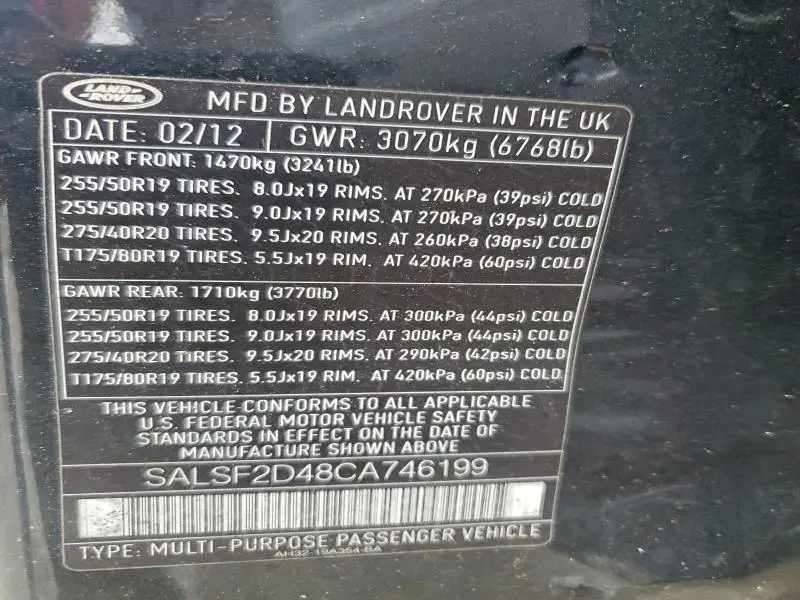 LAND ROVER
MFD BY LANDROVER IN THE UK
DATE: 02/12 GWR: 3070kg (6768lb)
GAWR FRONT: 1470kg (3241lb)
255/50R19 TIRES. 8.0Jx19 RIMS. AT 270kPa (39psi) COLD
255/50R19 TIRES. 9.0Jx19 RIMS. AT 270kPa (39psi) COLD
275/40R20 TIRES. 9.5Jx20 RIMS. AT 260kPa (38psi) COLD
T175/80R19 TIRES. 5.5Jx19 RIM. AT 420kPa (60psi) COLD
GAWR REAR: 1710kg (3770lb)
255/50R19 TIRES. 8.0Jx19 RIMS. AT 300kPa (44psi) COLD
255/50R19 TIRES. 9.0Jx19 RIMS. AT 300kPa (44psi) COLD
275/40R20 TIRES. 9.5Jx20 RIMS. AT 290kPa (42psi) COLD
T175/80R19 TIRES. 5.5Jx19 RIM. AT 420kPa (60psi) COLD
THIS VEHICLE CONFORMS TO ALL APPLICABLE
U.S. FEDERAL MOTOR VEHICLE SAFETY
STANDARDS IN EFFECT ON THE DATE OF
MANUFACTURE SHOWN ABOVE
SALSF2D48CA746199
TYPE: MULTI-PURPOSE PASSENGER VEHICLE
AH32-19A354-BA